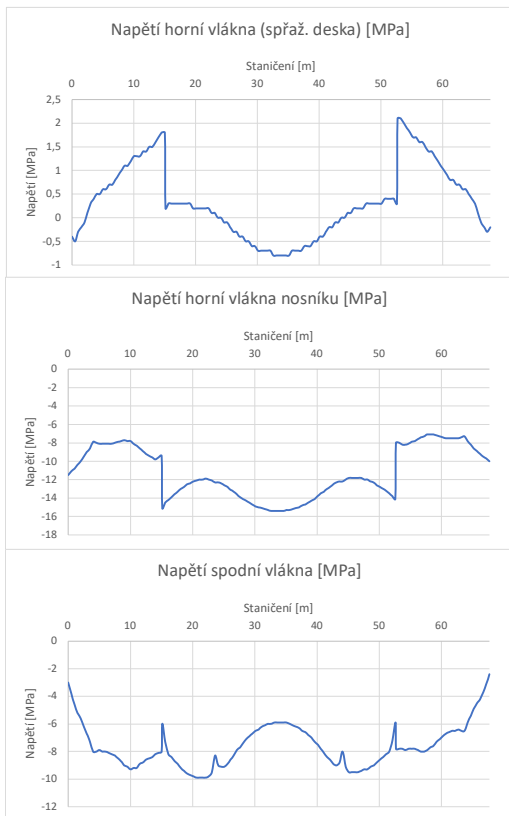 Napětí horní vlákna (spřaž. deska) [MPa]
Staničení [m]
0 10 20 30 40 50 60
2,5
2
1,5
1
0,5
0
-0,5
-1
Napětí [MPa]
Napětí horní vlákna nosníku [MPa]
Staničení [m]
0 10 20 30 40 50 60
0
-2
-4
-6
-8
-10
-12
-14
-16
-18
Napětí [MPa]
Napětí spodní vlákna [MPa]
Staničení [m]
0 10 20 30 40 50 60
0
-2
-4
-6
-8
-10
-12
Napětí [MPa]